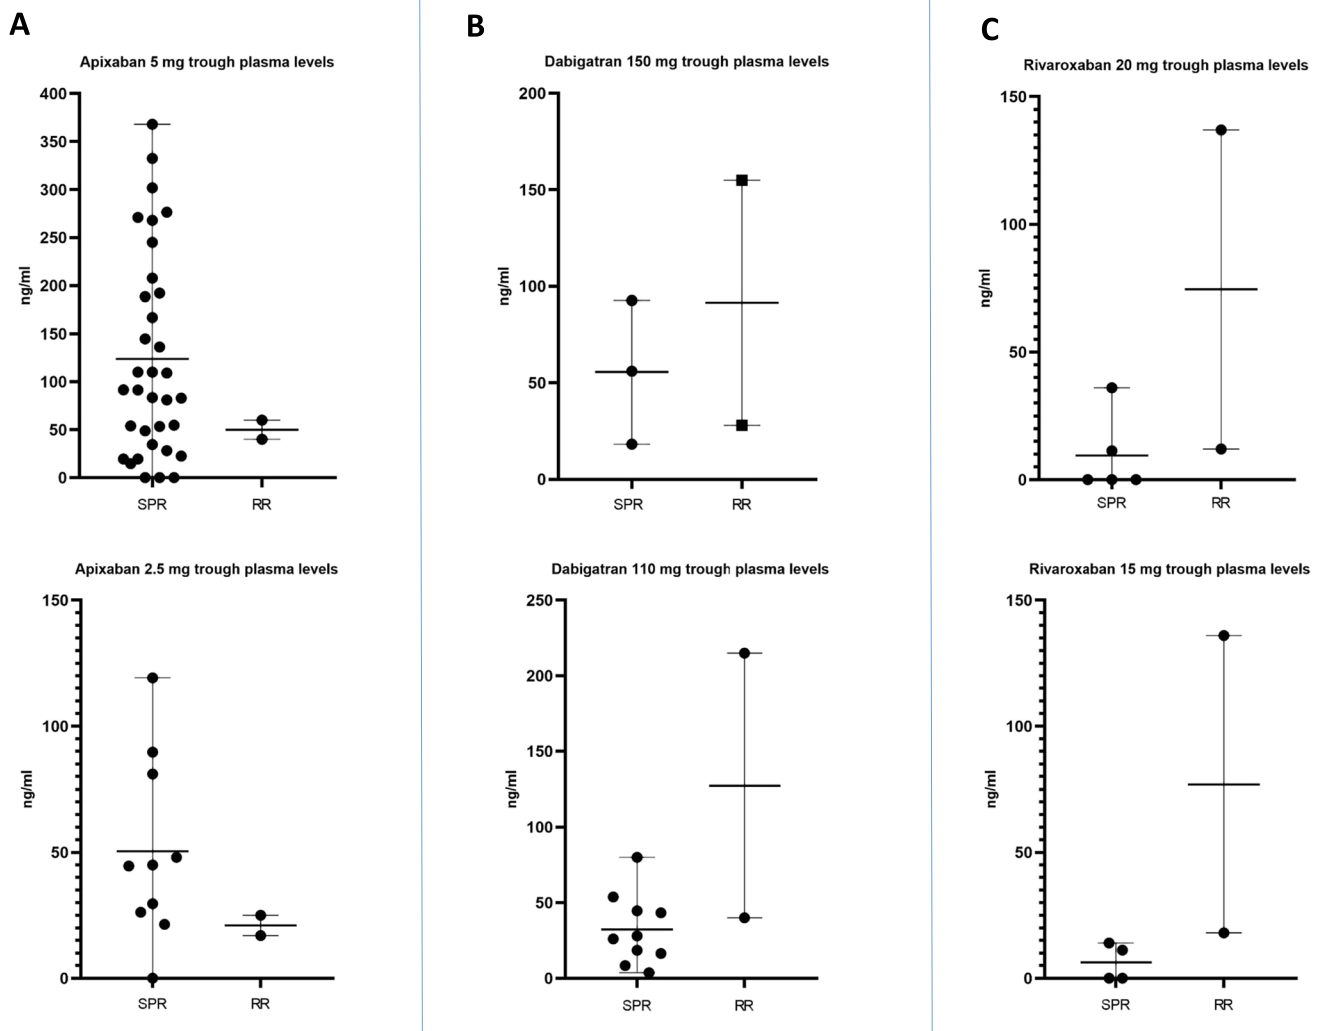 A
Apixaban 5 mg trough plasma levels
400
350
300
250
200
150
100
50
0
ng/ml
SPR RR
Apixaban 2.5 mg trough plasma levels
150
100
50
0
ng/ml
SPR RR
B
Dabigatran 150 mg trough plasma levels
200
150
100
50
0
ng/ml
SPR RR
Dabigatran 110 mg trough plasma levels
250
200
150
100
50
0
ng/ml
SPR RR
C
Rivaroxaban 20 mg trough plasma levels
150
100
50
0
ng/ml
SPR RR
Rivaroxaban 15 mg trough plasma levels
150
100
50
0
ng/ml
SPR RR